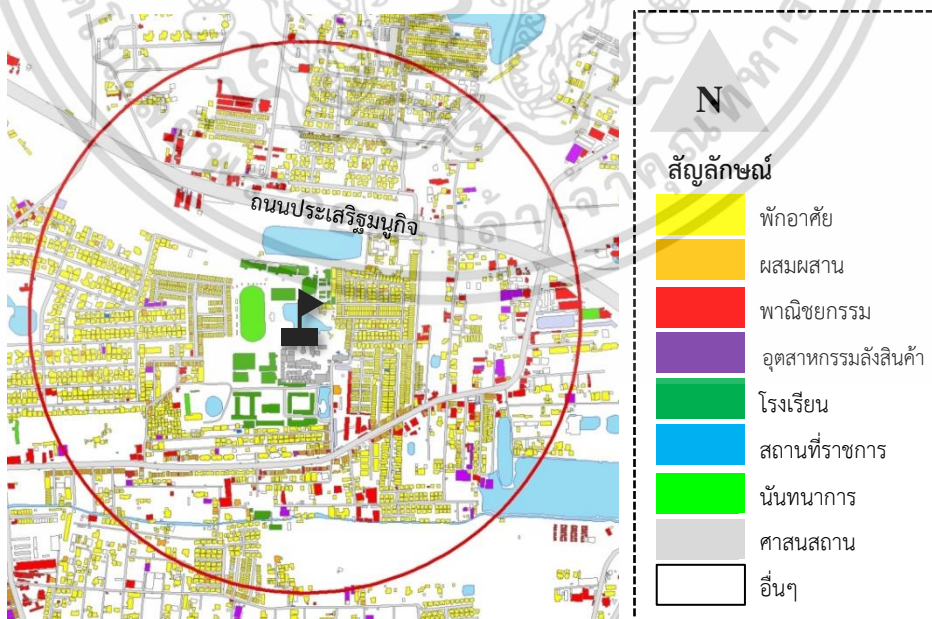 ถนนประเสริฐมนูกิจ
N
สัญลักษณ์
พักอาศัย
ผสมผสาน
พาณิชยกรรม
อุตสาหกรรมลังสินค้า
โรงเรียน
สถานที่ราชการ
นันทนาการ
ศาสนสถาน
อื่นๆ